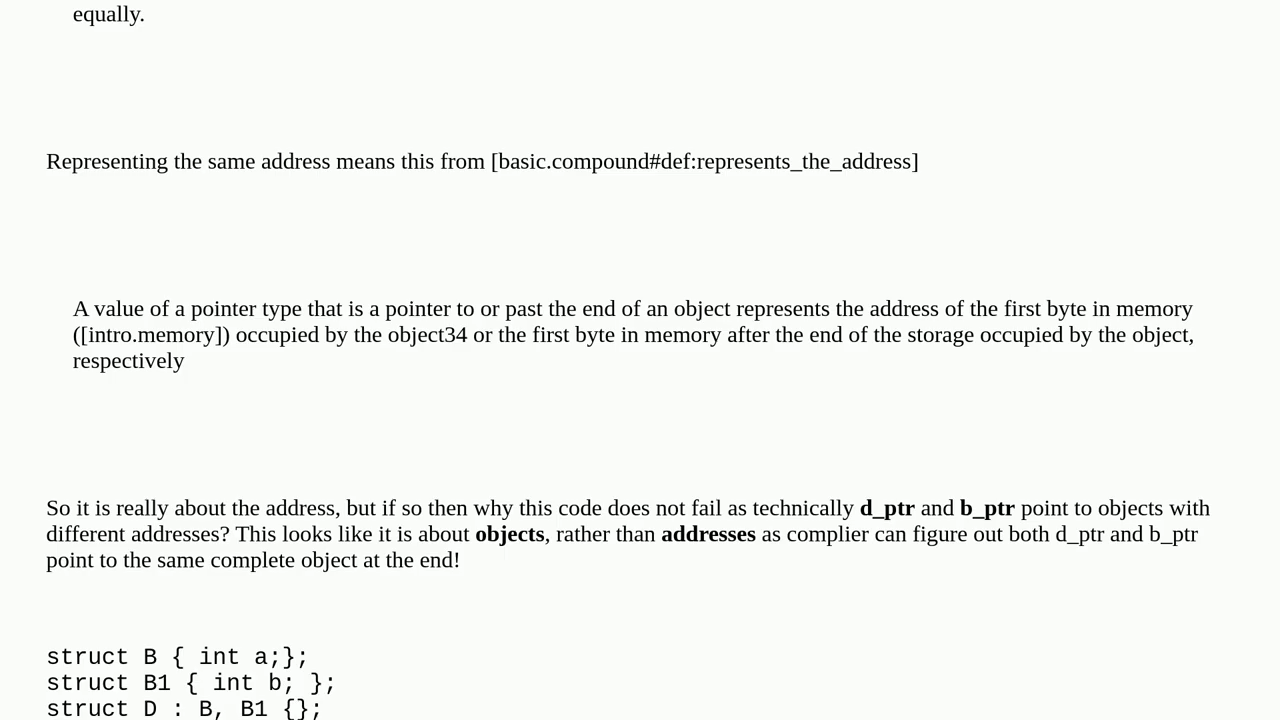 equally.
Representing the same address means this from [basic.compound#def:represents_the_address]
A value of a pointer type that is a pointer to or past the end of an object represents the address of the first byte in memory
([intro.memory]) occupied by the object34 or the first byte in memory after the end of the storage occupied by the object,
respectively
So it is really about the address, but if so then why this code does not fail as technically d_ptr and b_ptr point to objects with
different addresses? This looks like it is about objects, rather than addresses as complier can figure out both d_ptr and b_ptr
point to the same complete object at the end!
struct B { int a;};
struct B1 { int b; };
struct D : B, B1 {};